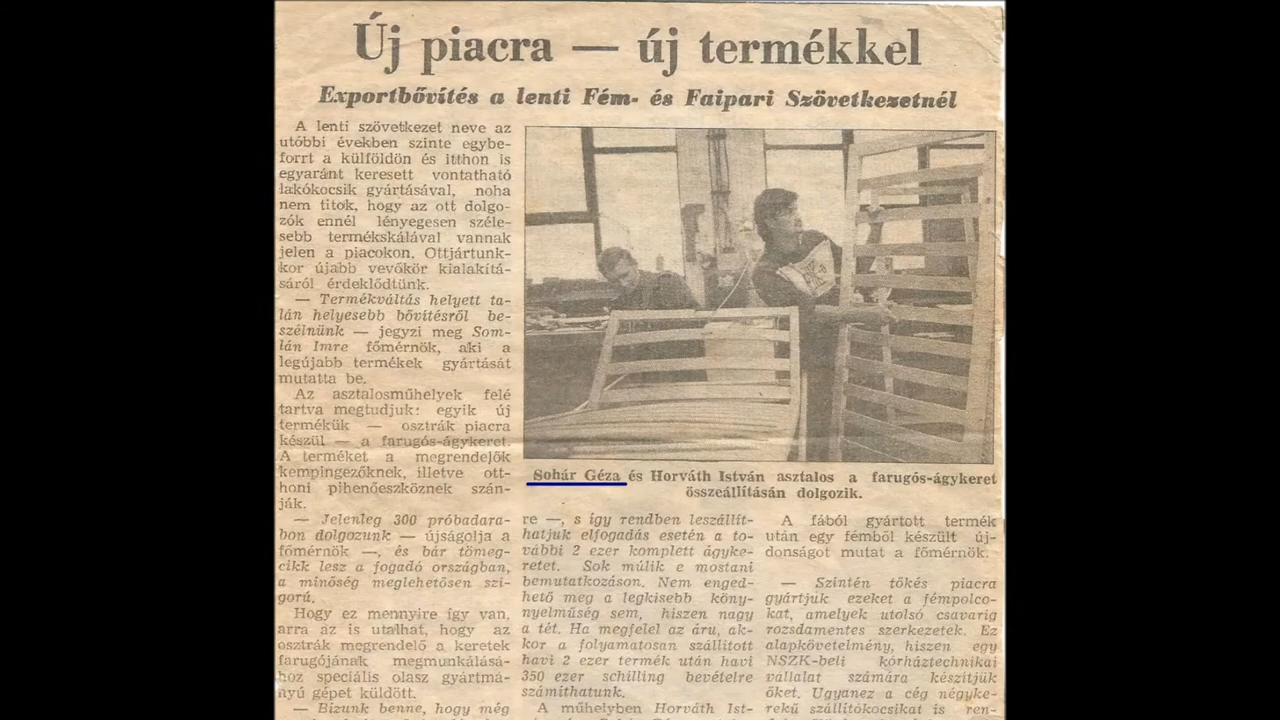 Új piacra — új termékkel
Exportbővítés a lenti Fém- és Faipari Szövetkezetnél
A lenti szövetkezet neve az
utóbbi években szinte egybe-
forrt a külföldön és itthon is
egyaránt keresett vontatható
lakókocsik gyártásával, noha
nem titok, hogy az ott dolgo-
zók ennél lényegesen széle-
sebb termékskálával vannak
jelen a piacokon. Ottjártunk-
kor újabb vevőkör kialakítá-
sáról érdeklődtünk.
— Termékváltás helyett ta-
lán helyesebb bővítésről be-
szélnünk — jegyzi meg Som-
lán Imre főmérnök, aki a
legújabb termékek gyártását
mutatta be.
Az asztalosműhelyek felé
tartva megtudjuk: egyik új
termékük — osztrák piacra
készül — a farugós-ágykeret.
A terméket a megrendelők
kempingezőknek, illetve ott-
honi pihenőeszköznek szán-
ják.
— Jelenleg 300 próbadara-
bon dolgozunk — újságolja a
főmérnök —, és bár tömeg-
cikk lesz a fogadó országban,
a minőség meglehetősen szi-
gorú.
Hogy ez mennyire így van,
arra az is utalhat, hogy az
osztrák megrendelő a keretek
farugójának megmunkálásá-
hoz speciális olasz gyártmá-
nyú gépet küldött.
— Bízunk benne, hogy még
Sohár Géza és Horváth István asztalos a farugós-ágykeret
összeállításán dolgozik.
re —, s így rendben leszállít-
hatjuk elfogadás esetén a to-
vábbi 2 ezer komplett ágyke-
retet. Sok múlik e mostani
bemutatkozáson. Nem enged-
hető meg a legkisebb köny-
nyelműség sem, hiszen nagy
a tét. Ha megfelel az áru, ak-
kor a folyamatosan szállított
havi 2 ezer termék után havi
350 ezer schilling bevételre
számíthatunk.
A műhelyben Horváth Ist-
A fából gyártott termék
után egy fémből készült új-
donságot mutat a főmérnök.
— Szintén tőkés piacra
gyártjuk ezeket a fémpolco-
kat, amelyek utolsó csavarig
rozsdamentes szerkezetek. Ez
alapkövetelmény, hiszen egy
NSZK-beli kórháztechnikai
vállalat számára készítjük
őket. Ugyanez a cég négyke-
rekű szállítókocsikat is ren-